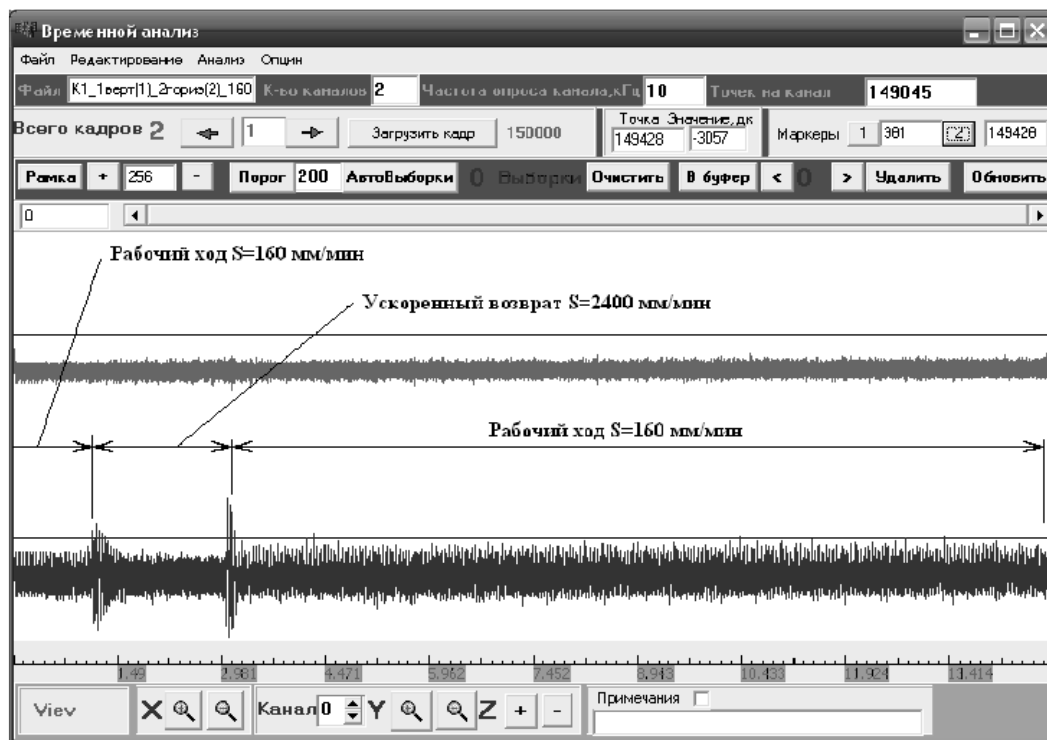 Временной анализ
Файл Редактирование Анализ Опции
Файл К1_1верт(1)_2гориз(2)_160 К-во каналов 2 Частота опроса канала,кГц 10 Точек на канал 149045
Всего кадров 2 1 Загрузить кадр 150000 Точка Значение,дк 149428 -3057 Маркеры 1 301 2 149428
Рамка + 256 - Порог 200 АвтоВыборки 0 Выборки Очистить В буфер < 0 > Удалить Обновить
0
Рабочий ход S=160 мм/мин
Ускоренный возврат S=2400 мм/мин
Рабочий ход S=160 мм/мин
1.49 2.981 4.471 5.962 7.452 8.943 10.433 11.924 13.414
View X Канал 0 Y Z + - Примечания